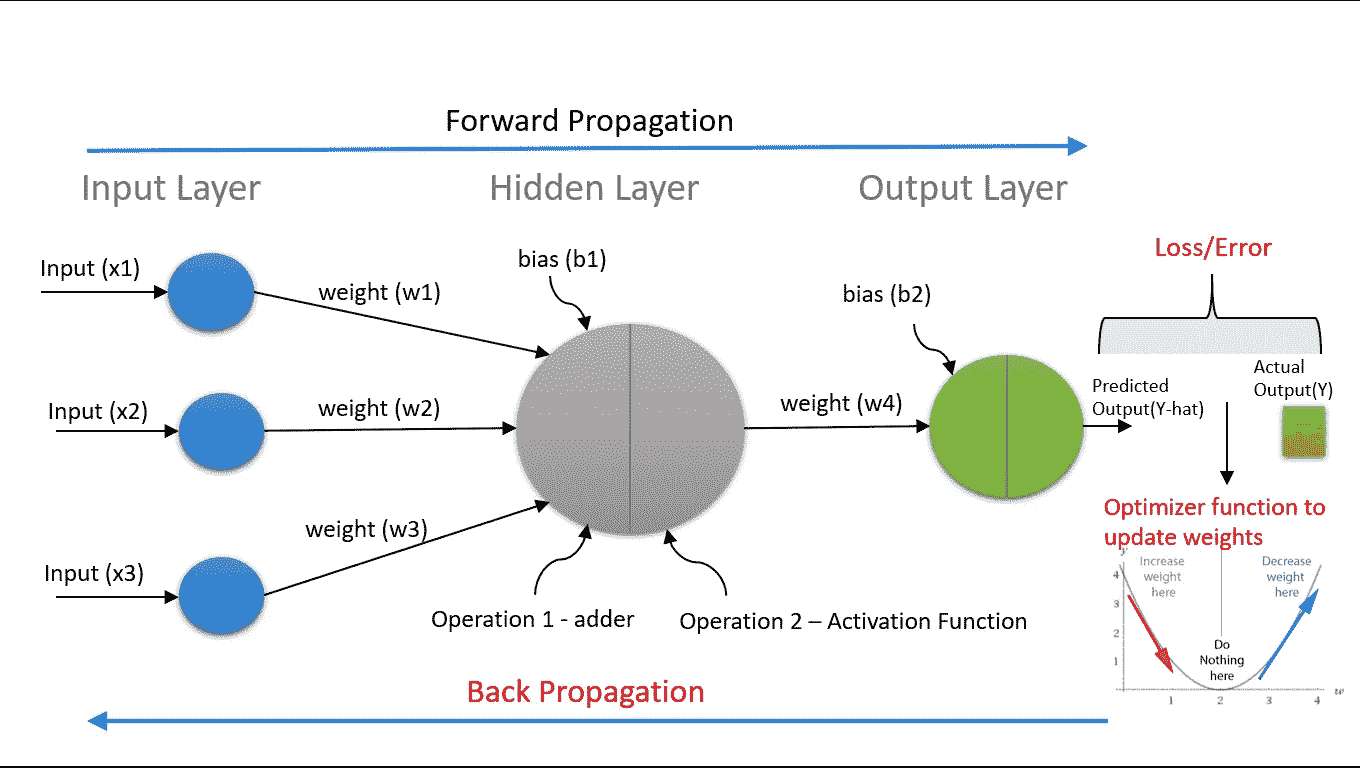 Forward Propagation
Input Layer
Hidden Layer
Output Layer
Input (x1)
weight (w1)
bias (b1)
bias (b2)
Loss/Error
Input (x2)
weight (w2)
weight (w4)
Predicted
Output(Y-hat)
Actual
Output(Y)
Input (x3)
weight (w3)
Operation 1 - adder
Operation 2 – Activation Function
Optimizer function to
update weights
y
Increase
weight
here
Decrease
weight
here
4
3
2
1
Do
Nothing
here
1
2
3
4
w
Back Propagation